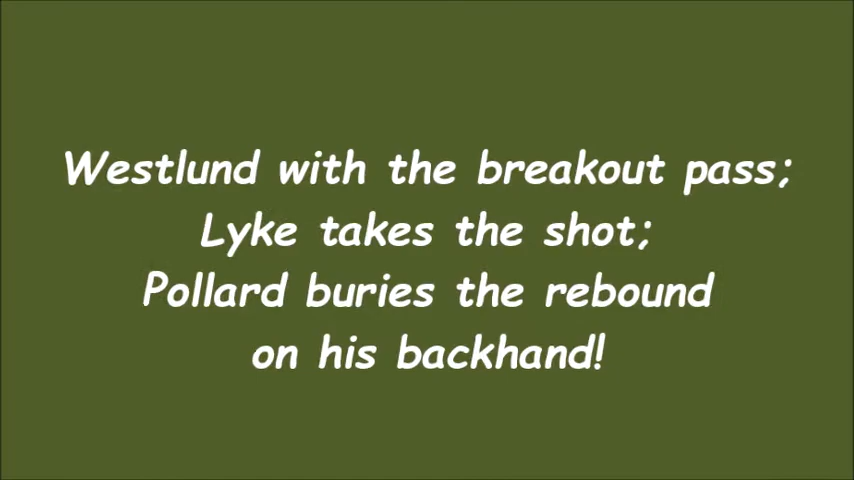 Westlund with the breakout pass;
Lyke takes the shot;
Pollard buries the rebound
on his backhand!